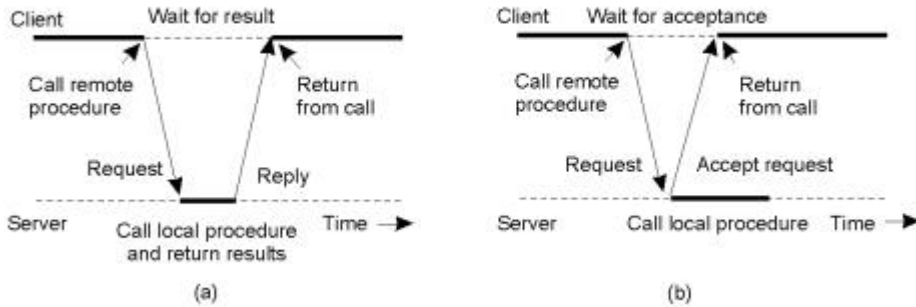 Client
Wait for result
Call remote
procedure
Return
from call
Request
Reply
Server
Call local procedure
and return results
Time
(a)
Client
Wait for acceptance
Call remote
procedure
Return
from call
Request
Accept request
Server
Call local procedure
Time
(b)